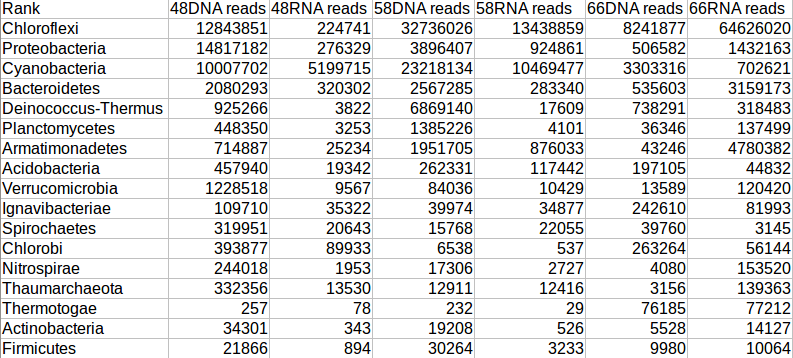 Rank 48DNA reads 48RNA reads 58DNA reads 58RNA reads 66DNA reads 66RNA reads
Chloroflexi 12843851 224741 32736026 13438859 8241877 64626020
Proteobacteria 14817182 276329 3896407 924861 506582 1432163
Cyanobacteria 10007702 5199715 23218134 10469477 3303316 702621
Bacteroidetes 2080293 320302 2567285 283340 535603 3159173
Deinococcus-Thermus 925266 3822 6869140 17609 738291 318483
Planctomycetes 448350 3253 1385226 4101 36346 137499
Armatimonadetes 714887 25234 1951705 876033 43246 4780382
Acidobacteria 457940 19342 262331 117442 197105 44832
Verrucomicrobia 1228518 9567 84036 10429 13589 120420
Ignavibacteriae 109710 35322 39974 34877 242610 81993
Spirochaetes 319951 20643 15768 22055 39760 3145
Chlorobi 393877 89933 6538 537 263264 56144
Nitrospirae 244018 1953 17306 2727 4080 153520
Thaumarchaeota 332356 13530 12911 12416 3156 139363
Thermotogae 257 78 232 29 76185 77212
Actinobacteria 34301 343 19208 526 5528 14127
Firmicutes 21866 894 30264 3233 9980 10064